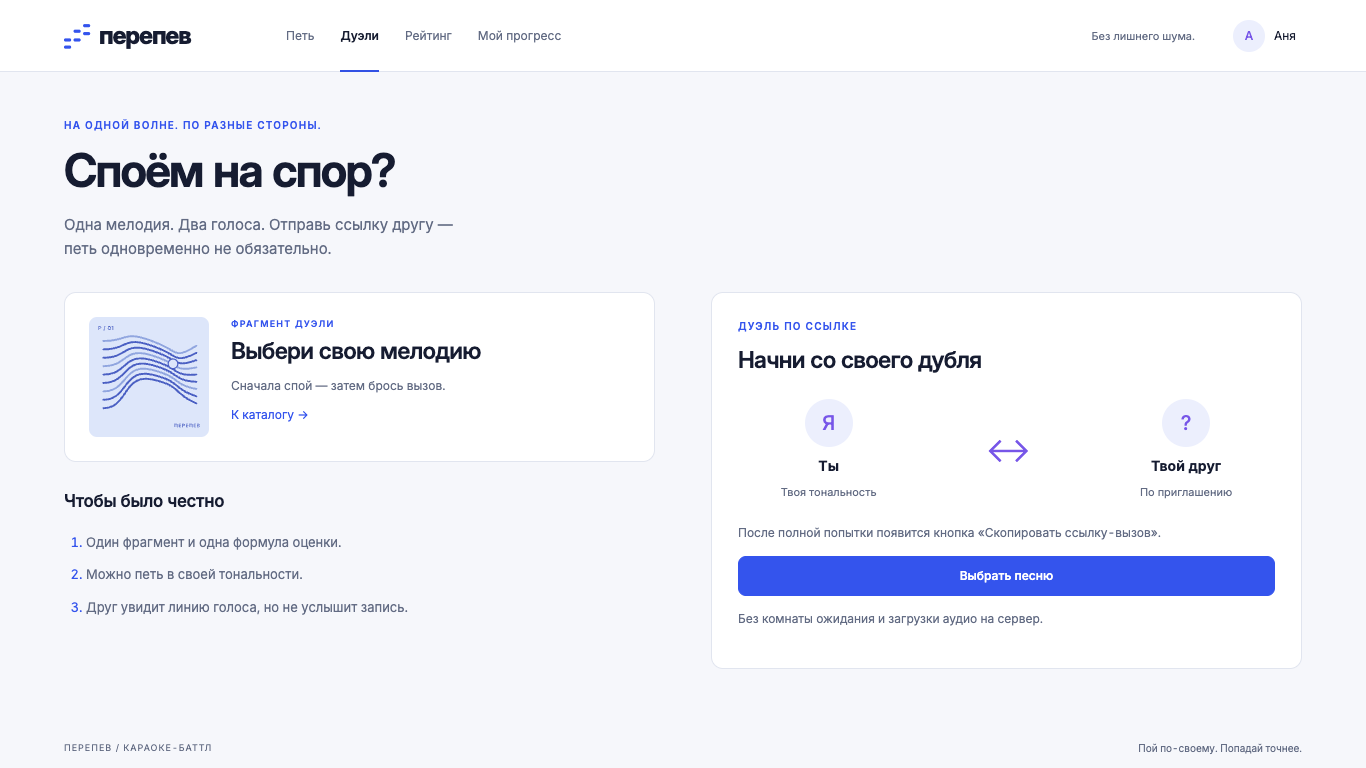 перепев
Петь
Дуэли
Рейтинг
Мой прогресс
Без лишнего шума.
А
Аня
НА ОДНОЙ ВОЛНЕ. ПО РАЗНЫЕ СТОРОНЫ.
Споём на спор?
Одна мелодия. Два голоса. Отправь ссылку другу —
петь одновременно не обязательно.
P / 01
ПЕРЕПЕВ
ФРАГМЕНТ ДУЭЛИ
Выбери свою мелодию
Сначала спой — затем брось вызов.
К каталогу →
Чтобы было честно
1. Один фрагмент и одна формула оценки.
2. Можно петь в своей тональности.
3. Друг увидит линию голоса, но не услышит запись.
ДУЭЛЬ ПО ССЫЛКЕ
Начни со своего дубля
Я
Ты
Твоя тональность
?
Твой друг
По приглашению
После полной попытки появится кнопка «Скопировать ссылку-вызов».
Выбрать песню
Без комнаты ожидания и загрузки аудио на сервер.
ПЕРЕПЕВ / КАРАОКЕ-БАТТЛ
Пой по-своему. Попадай точнее.